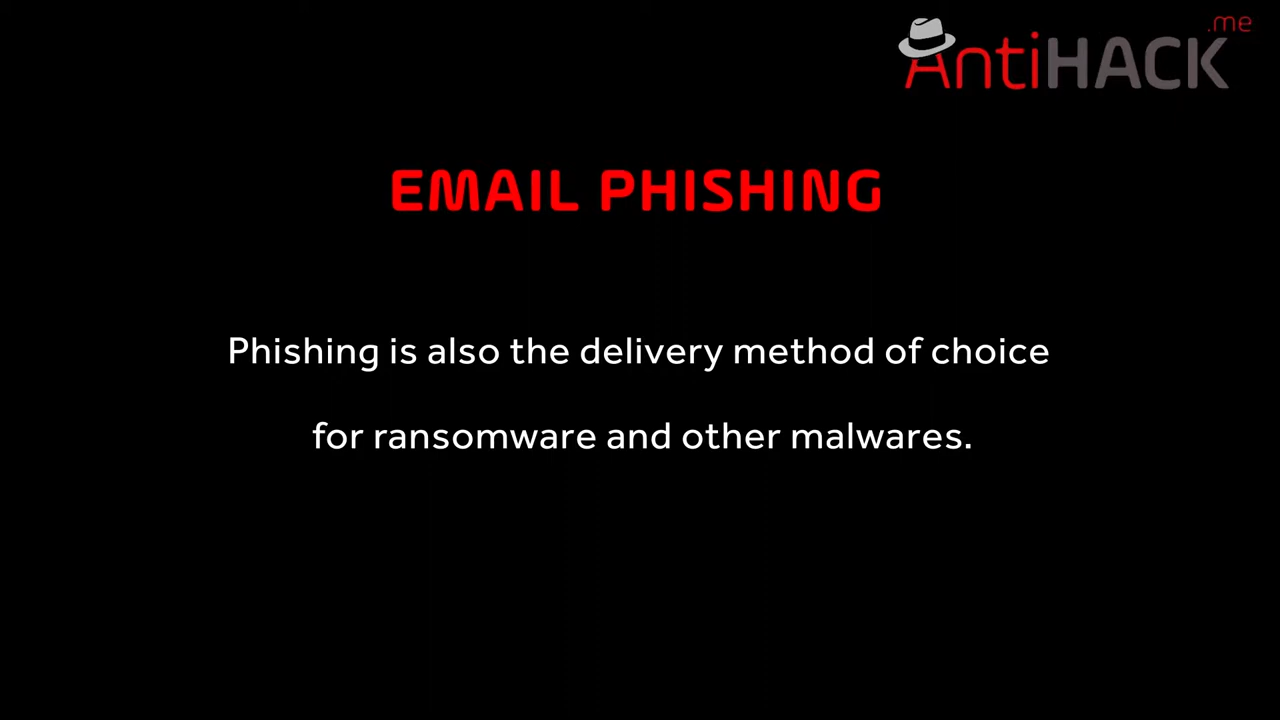 .me
AntiHACK
EMAIL PHISHING
Phishing is also the delivery method of choice
for ransomware and other malwares.